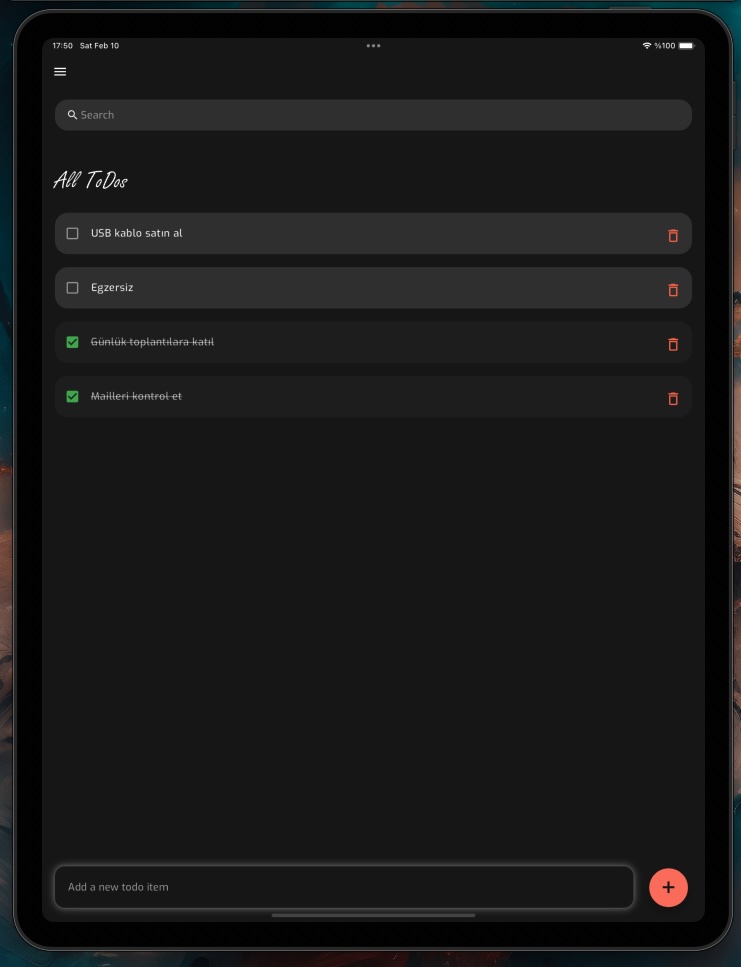 17:50 Sat Feb 10
%100
Search
All ToDos
USB kablo satın al
Egzersiz
Günlük toplantılara katıl
Mailleri kontrol et
Add a new todo item